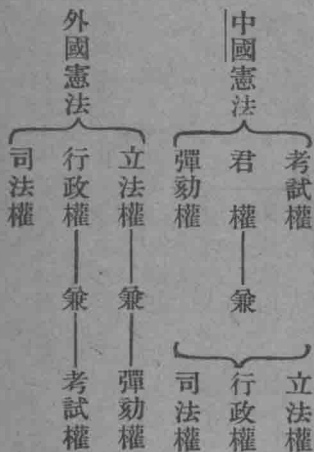 中國憲法
考試權
君權——兼
彈劾權
立法權
行政權
司法權
外國憲法
立法權——兼——彈劾權
行政權——兼——考試權
司法權